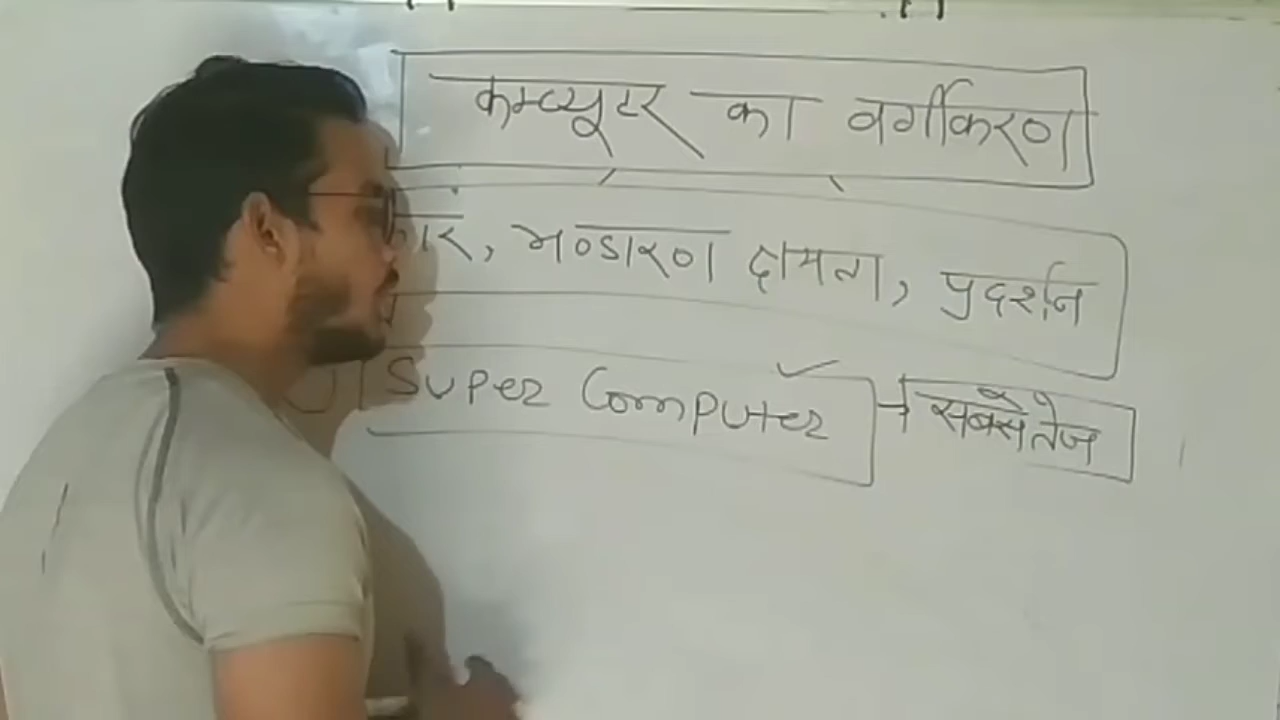 कम्प्यूटर का वर्गीकरण
भण्डारण क्षमता, प्रदर्शन
Super Computer → सबसे तेज